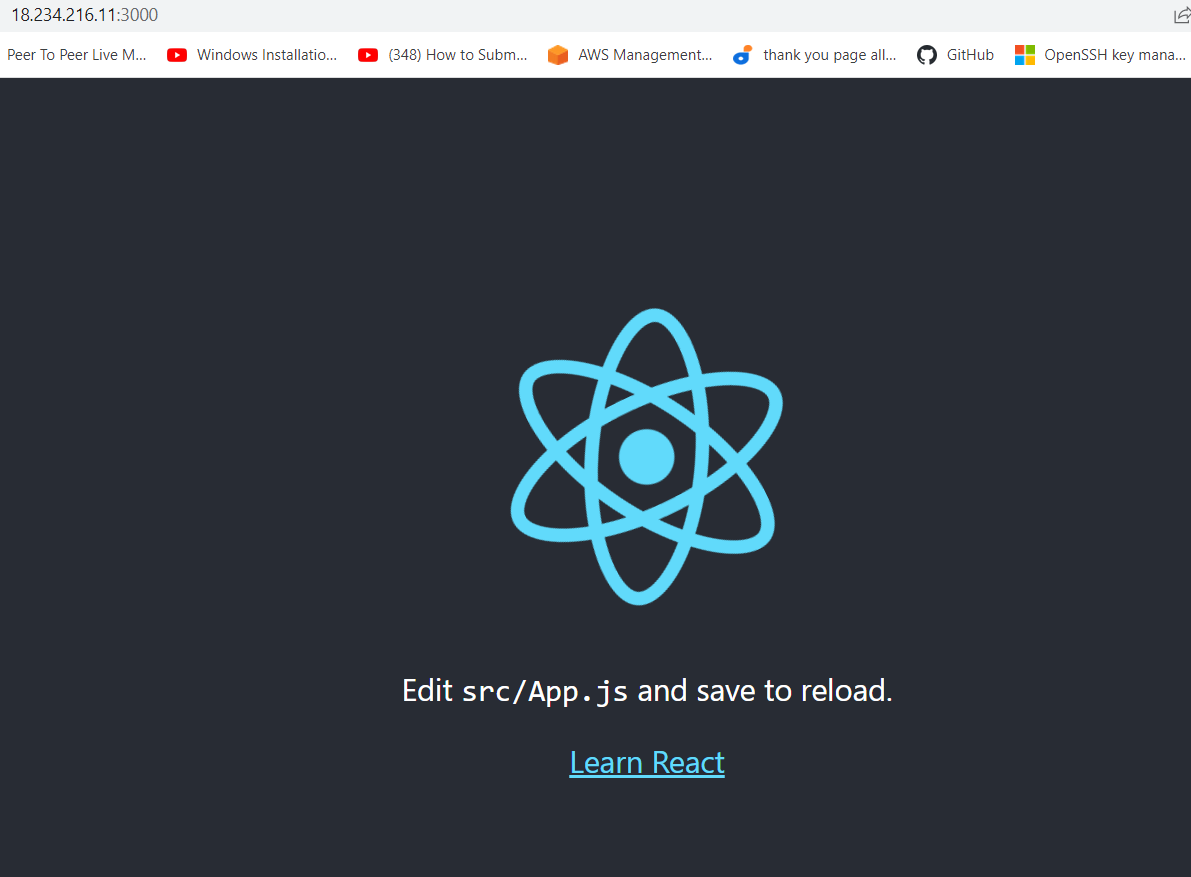 18.234.216.11:3000
Peer To Peer Live M... Windows Installatio... (348) How to Subm... AWS Management... thank you page all... GitHub OpenSSH key mana...
Edit src/App.js and save to reload.
Learn React